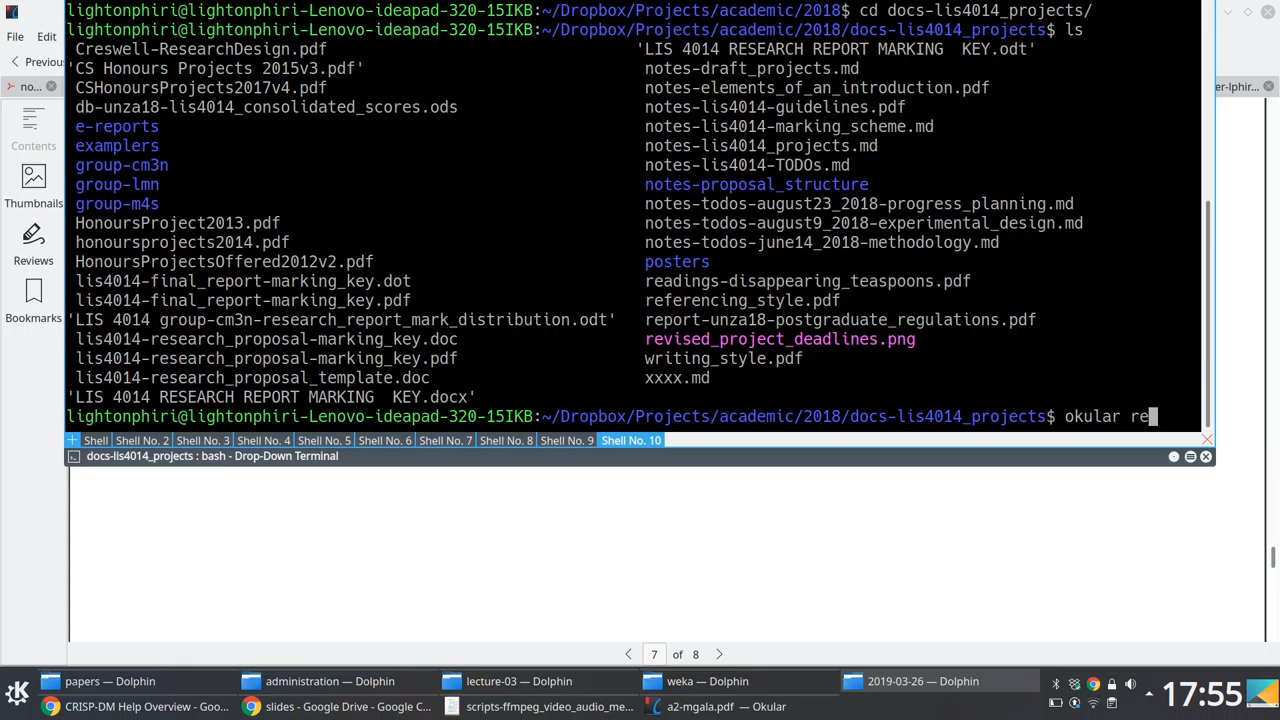 lightonphiri@lightonphiri-Lenovo-ideapad-320-15IKB:~/Dropbox/Projects/academic/2018$ cd docs-lis4014_projects/
lightonphiri@lightonphiri-Lenovo-ideapad-320-15IKB:~/Dropbox/Projects/academic/2018/docs-lis4014_projects$ ls
Creswell-ResearchDesign.pdf 'LIS 4014 RESEARCH REPORT MARKING  KEY.odt'
'CS Honours Projects 2015v3.pdf' notes-draft_projects.md
CSHonoursProjects2017v4.pdf notes-elements_of_an_introduction.pdf
db-unza18-lis4014_consolidated_scores.ods notes-lis4014-guidelines.pdf
e-reports notes-lis4014-marking_scheme.md
examplers notes-lis4014_projects.md
group-cm3n notes-lis4014-TODOs.md
group-lmn notes-proposal_structure
group-m4s notes-todos-august23_2018-progress_planning.md
HonoursProject2013.pdf notes-todos-august9_2018-experimental_design.md
honoursprojects2014.pdf notes-todos-june14_2018-methodology.md
HonoursProjectsOffered2012v2.pdf posters
lis4014-final_report-marking_key.dot readings-disappearing_teaspoons.pdf
lis4014-final_report-marking_key.pdf referencing_style.pdf
'LIS 4014 group-cm3n-research_report_mark_distribution.odt' report-unza18-postgraduate_regulations.pdf
lis4014-research_proposal-marking_key.doc revised_project_deadlines.png
lis4014-research_proposal-marking_key.pdf writing_style.pdf
lis4014-research_proposal_template.doc xxxx.md
'LIS 4014 RESEARCH REPORT MARKING  KEY.docx'
lightonphiri@lightonphiri-Lenovo-ideapad-320-15IKB:~/Dropbox/Projects/academic/2018/docs-lis4014_projects$ okular re
Shell Shell No. 2 Shell No. 3 Shell No. 4 Shell No. 5 Shell No. 6 Shell No. 7 Shell No. 8 Shell No. 9 Shell No. 10
docs-lis4014_projects : bash - Drop-Down Terminal
File Edit
Previous
no...
er-lphir...
Contents
Thumbnails
Reviews
Bookmarks
7 of 8
papers — Dolphin administration — Dolphin lecture-03 — Dolphin weka — Dolphin 2019-03-26 — Dolphin
CRISP-DM Help Overview - Goo... slides - Google Drive - Google C... scripts-ffmpeg_video_audio_me... a2-mgala.pdf — Okular
17:55